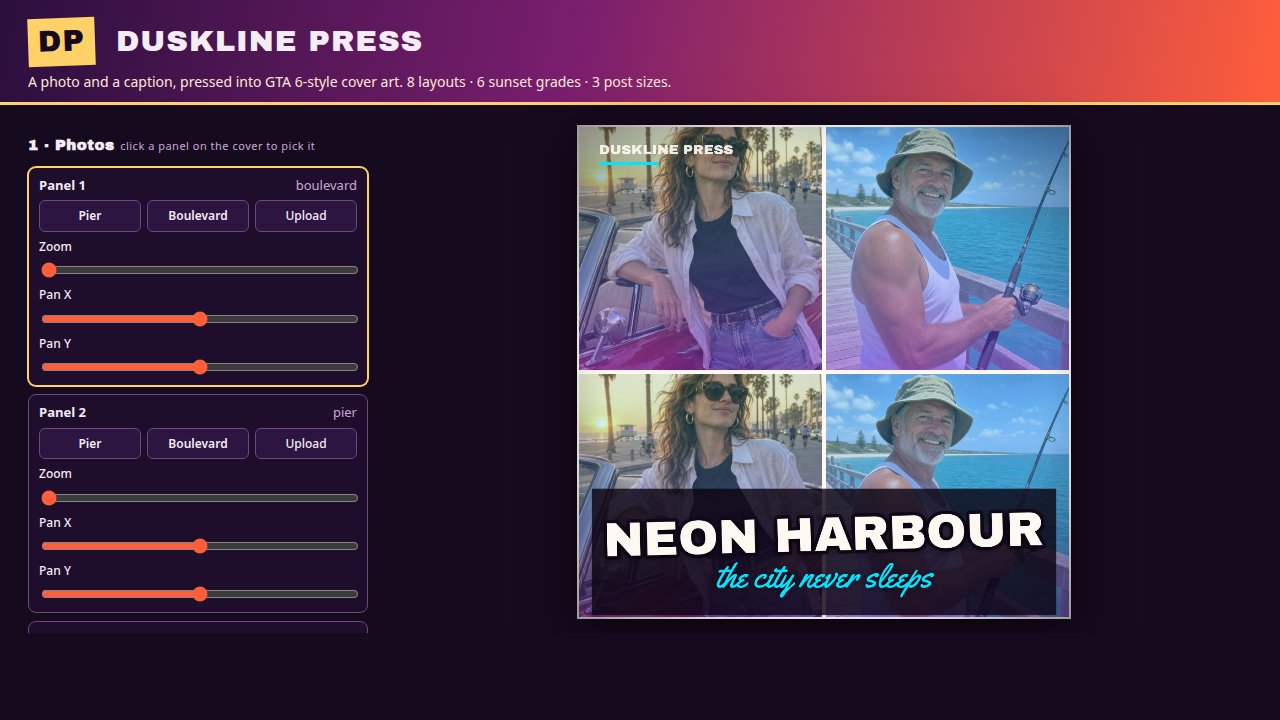 DP
DUSKLINE PRESS
A photo and a caption, pressed into GTA 6-style cover art. 8 layouts · 6 sunset grades · 3 post sizes.
1 · Photos click a panel on the cover to pick it
Panel 1 boulevard
Pier Boulevard Upload
Zoom
Pan X
Pan Y
Panel 2 pier
Pier Boulevard Upload
Zoom
Pan X
Pan Y
DUSKLINE PRESS
NEON HARBOUR
the city never sleeps